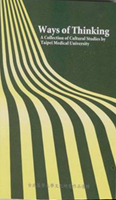 Ways of Thinking
A Collection of Cultural Studies by
Taipei Medical University